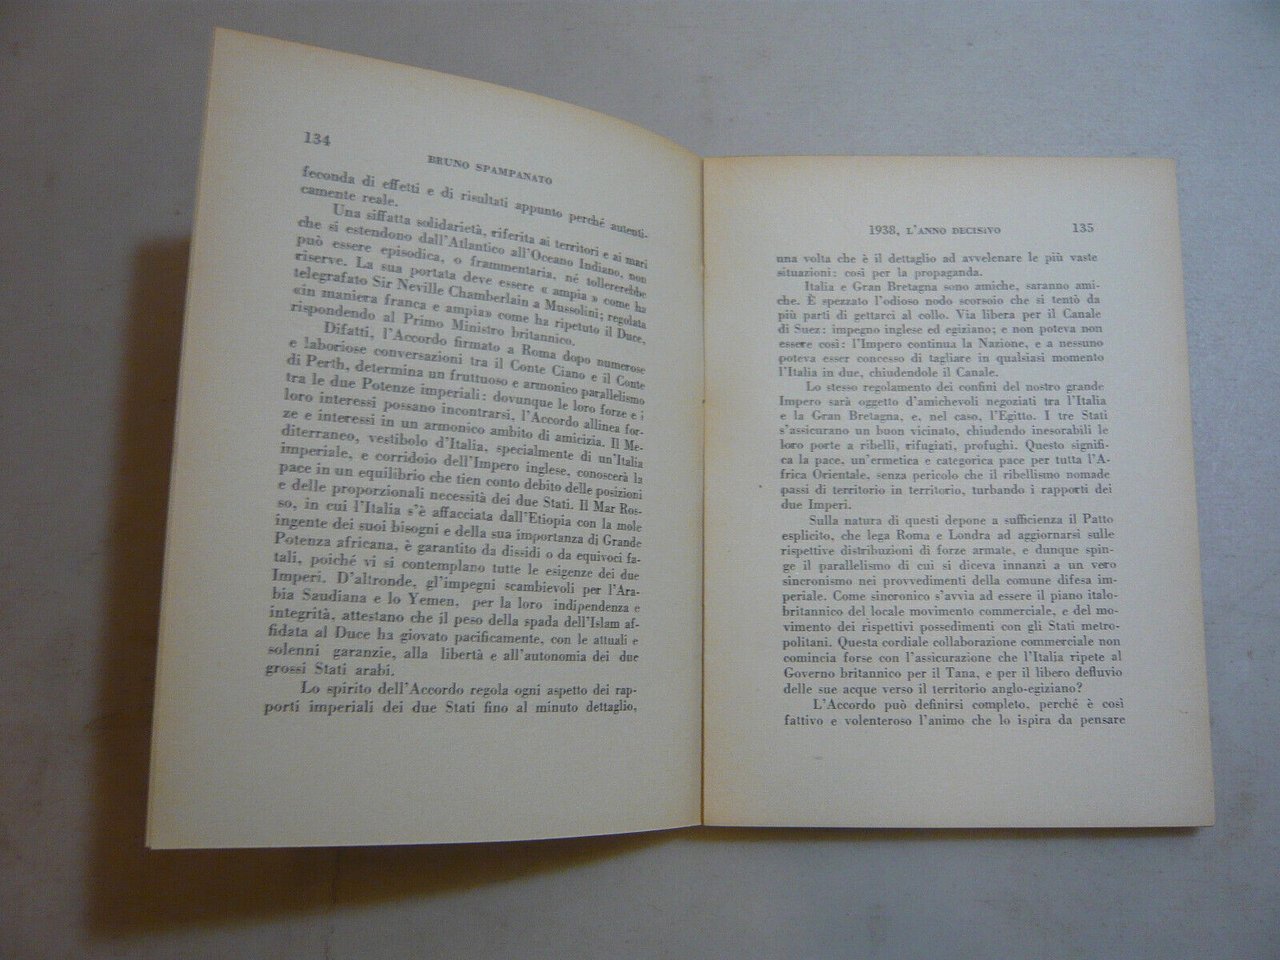 134
BRUNO SPAMPANATO
feconda di effetti e di risultati appunto perché autenti-
camente reale.
Una siffatta solidarietà, riferita ai territori e ai mari
che si estendono dall'Atlantico all'Oceano Indiano, non
può essere episodica, o frammentaria, né tollererebbe
riserve. La sua portata deve essere « ampia » come ha
telegrafato Sir Neville Chamberlain a Mussolini; regolata
«in maniera franca e ampia» come ha ripetuto il Duce,
rispondendo al Primo Ministro britannico.
Difatti, l'Accordo firmato a Roma dopo numerose
e laboriose conversazioni tra il Conte Ciano e il Conte
di Perth, determina un fruttuoso e armonico parallelismo
tra le due Potenze imperiali: dovunque le loro forze e i
loro interessi possano incontrarsi, l'Accordo allinea for-
ze e interessi in un armonico ambito di amicizia. Il Me-
diterraneo, vestibolo d'Italia, specialmente di un'Italia
imperiale, e corridoio dell'Impero inglese, conoscerà la
pace in un equilibrio che tien conto debito delle posizioni
e delle proporzionali necessità dei due Stati. Il Mar Ros-
so, in cui l'Italia s'è affacciata dall'Etiopia con la mole
ingente dei suoi bisogni e della sua importanza di Grande
Potenza africana, è garantito da dissidi o da equivoci fa-
tali, poiché vi si contemplano tutte le esigenze dei due
Imperi. D'altronde, gl'impegni scambievoli per l'Ara-
bia Saudiana e lo Yemen, per la loro indipendenza e
integrità, attestano che il peso della spada dell'Islam af-
fidata al Duce ha giovato pacificamente, con le attuali e
solenni garanzie, alla libertà e all'autonomia dei due
grossi Stati arabi.
Lo spirito dell'Accordo regola ogni aspetto dei rap-
porti imperiali dei due Stati fino al minuto dettaglio,
1938, L'ANNO DECISIVO
135
una volta che è il dettaglio ad avvelenare le più vaste
situazioni: così per la propaganda.
Italia e Gran Bretagna sono amiche, saranno ami-
che. È spezzato l'odioso nodo scorsoio che si tentò da
più parti di gettarci al collo. Via libera per il Canale
di Suez: impegno inglese ed egiziano; e non poteva non
essere così: l'Impero continua la Nazione, e a nessuno
poteva esser concesso di tagliare in qualsiasi momento
l'Italia in due, chiudendole il Canale.
Lo stesso regolamento dei confini del nostro grande
Impero sarà oggetto d'amichevoli negoziati tra l'Italia
e la Gran Bretagna, e, nel caso, l'Egitto. I tre Stati
s'assicurano un buon vicinato, chiudendo inesorabili le
loro porte a ribelli, rifugiati, profughi. Questo signifi-
ca la pace, un'ermetica e categorica pace per tutta l'A-
frica Orientale, senza pericolo che il ribellismo nomade
passi di territorio in territorio, turbando i rapporti dei
due Imperi.
Sulla natura di questi depone a sufficienza il Patto
esplicito, che lega Roma e Londra ad aggiornarsi sulle
rispettive distribuzioni di forze armate, e dunque spin-
ge il parallelismo di cui si diceva innanzi a un vero
sincronismo nei provvedimenti della comune difesa im-
periale. Come sincronico s'avvia ad essere il piano italo-
britannico del locale movimento commerciale, e del mo-
vimento dei rispettivi possedimenti con gli Stati metro-
politani. Questa cordiale collaborazione commerciale non
comincia forse con l'assicurazione che l'Italia ripete al
Governo britannico per il Tana, e per il libero defluvio
delle sue acque verso il territorio anglo-egiziano?
L'Accordo può definirsi completo, perché è così
fattivo e volenteroso l'animo che lo ispira da pensare